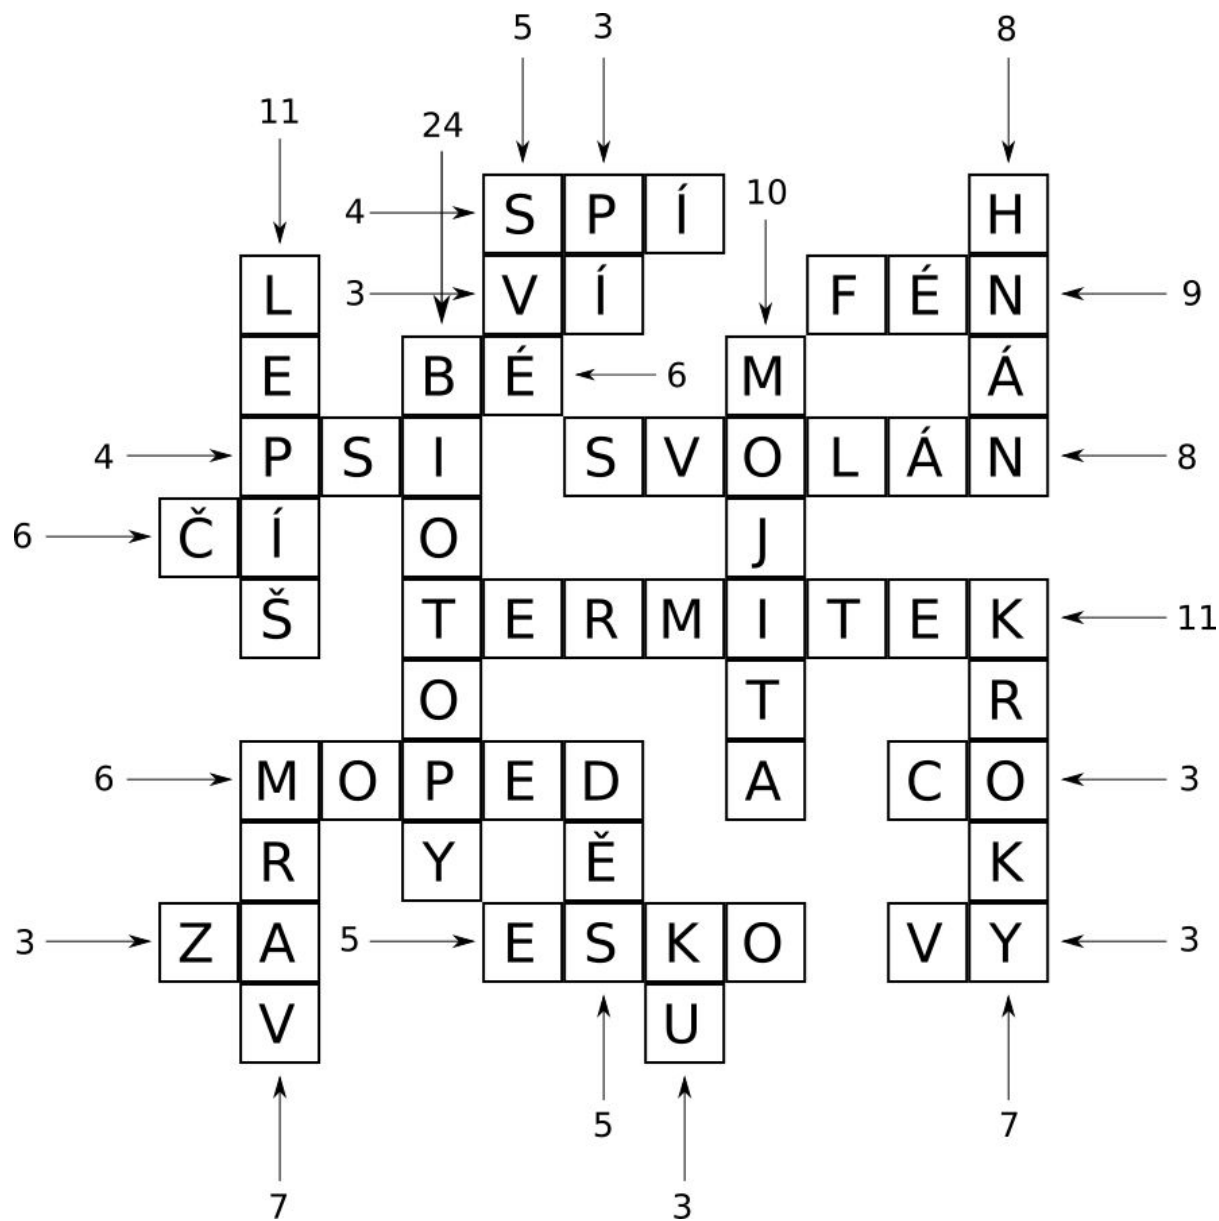 5 3 8
11
24
4 S P Í 10 H
L 3 V Í F É N 9
E B É 6 M Á
4 P S I S V O L Á N 8
6 Č Í O J
Š T E R M I T E K 11
O T R
6 M O P E D A C O 3
R Y Ě K
3 Z A 5 E S K O V Y 3
V U
5 7
7 3